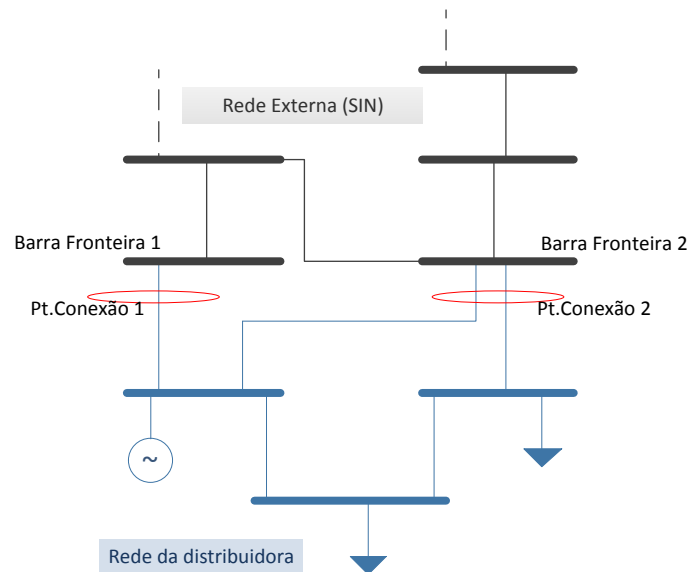 Rede Externa (SIN)
Barra Fronteira 1
Barra Fronteira 2
Pt.Conexão 1
Pt.Conexão 2
~
Rede da distribuidora